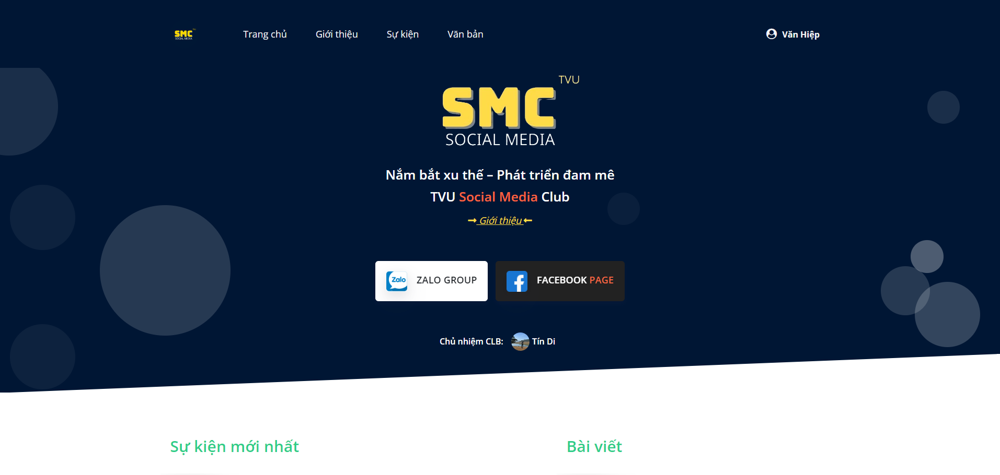 SMC
SOCIAL MEDIA
Trang chủ
Giới thiệu
Sự kiện
Văn bản
Văn Hiệp
TVU
SMC
SOCIAL MEDIA
Nắm bắt xu thế – Phát triển đam mê
TVU Social Media Club
Giới thiệu
Zalo
ZALO GROUP
FACEBOOK PAGE
Chủ nhiệm CLB: Tín Di
Sự kiện mới nhất
Bài viết